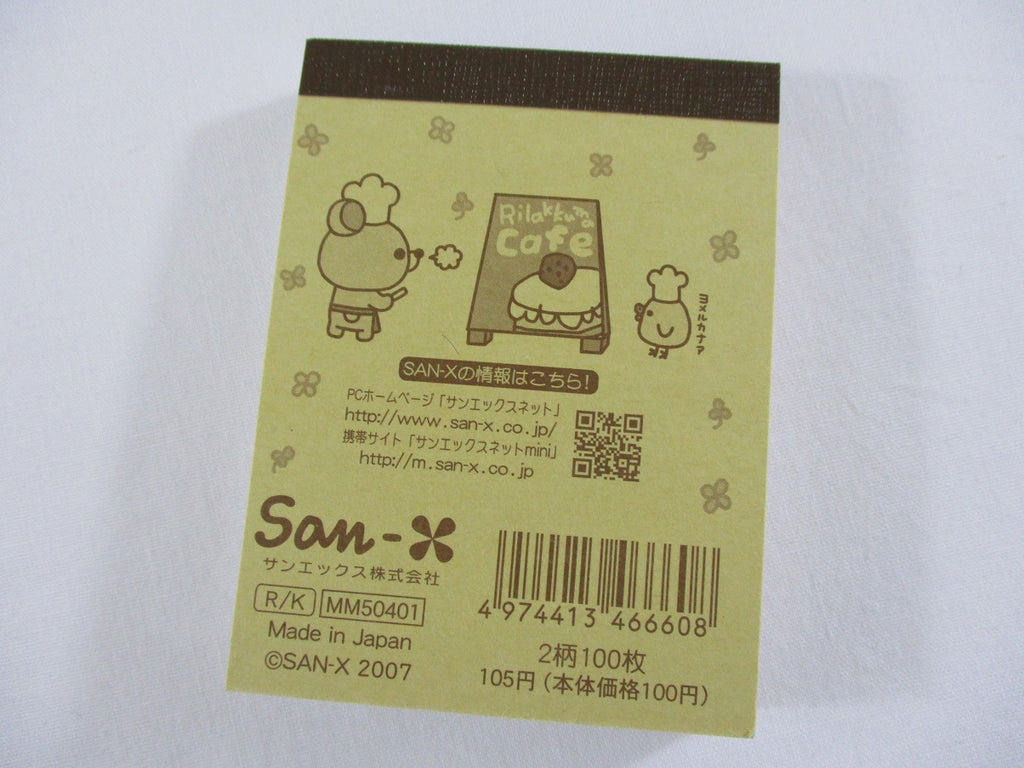 Rilakkuma
Cafe
ヨメルカナァ
SAN-Xの情報はこちら!
PCホームページ「サンエックスネット」
http://www.san-x.co.jp/
携帯サイト「サンエックスネットmini」
http://m.san-x.co.jp
San-X
サンエックス株式会社
R/K MM50401
Made in Japan
©SAN-X 2007
4 974413 466608
2柄100枚
105円(本体価格100円)